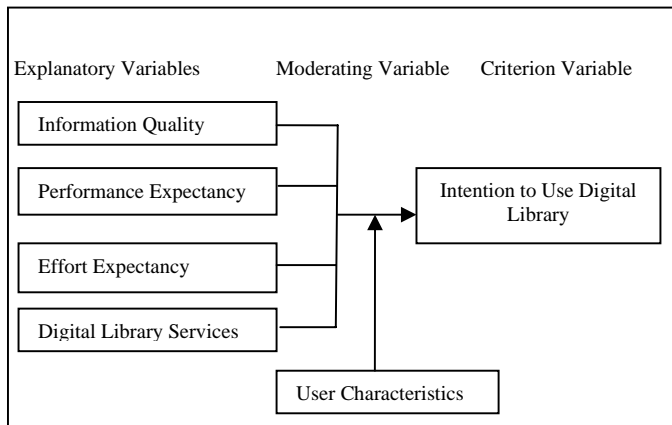 Explanatory Variables Moderating Variable Criterion Variable
Information Quality
Performance Expectancy
Intention to Use Digital
Library
Effort Expectancy
Digital Library Services
User Characteristics